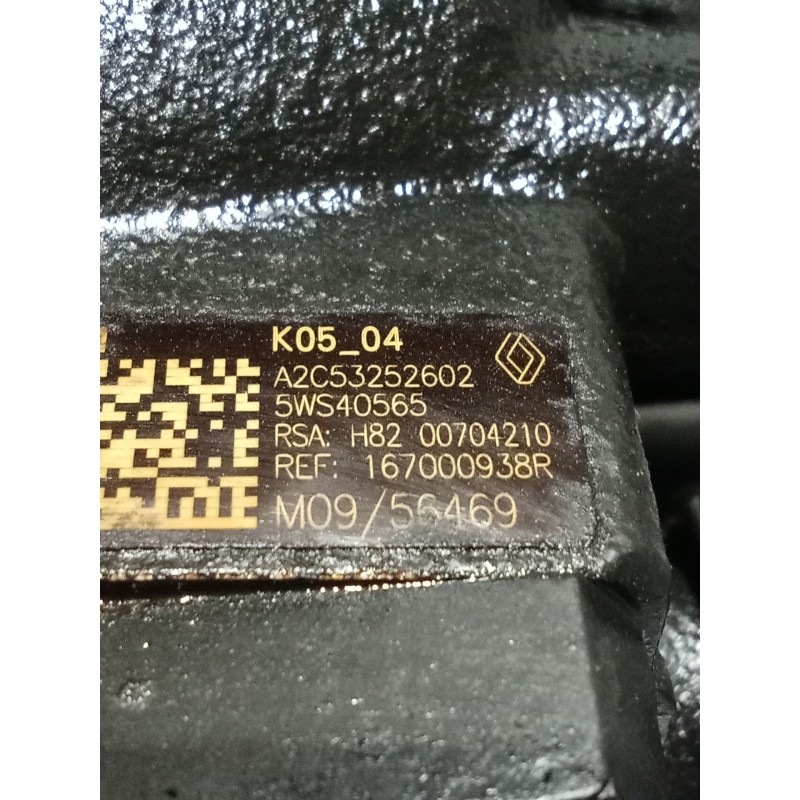 K05_04
A2C53252602
5WS40565
RSA: H82 00704210
REF: 167000938R
M09/56469